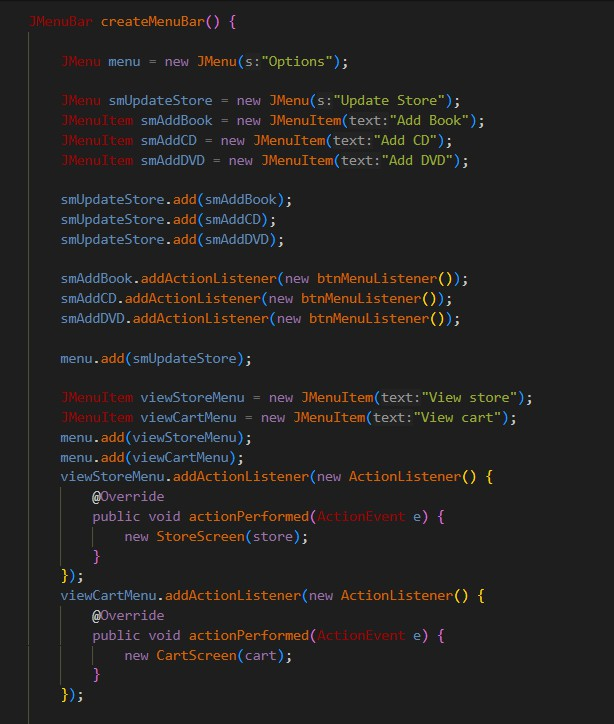 JMenuBar createMenuBar() {
JMenu menu = new JMenu(s:"Options");
JMenu smUpdateStore = new JMenu(s:"Update Store");
JMenuItem smAddBook = new JMenuItem(text:"Add Book");
JMenuItem smAddCD = new JMenuItem(text:"Add CD");
JMenuItem smAddDVD = new JMenuItem(text:"Add DVD");
smUpdateStore.add(smAddBook);
smUpdateStore.add(smAddCD);
smUpdateStore.add(smAddDVD);
smAddBook.addActionListener(new btnMenuListener());
smAddCD.addActionListener(new btnMenuListener());
smAddDVD.addActionListener(new btnMenuListener());
menu.add(smUpdateStore);
JMenuItem viewStoreMenu = new JMenuItem(text:"View store");
JMenuItem viewCartMenu = new JMenuItem(text:"View cart");
menu.add(viewStoreMenu);
menu.add(viewCartMenu);
viewStoreMenu.addActionListener(new ActionListener() {
@Override
public void actionPerformed(ActionEvent e) {
new StoreScreen(store);
}
});
viewCartMenu.addActionListener(new ActionListener() {
@Override
public void actionPerformed(ActionEvent e) {
new CartScreen(cart);
}
});